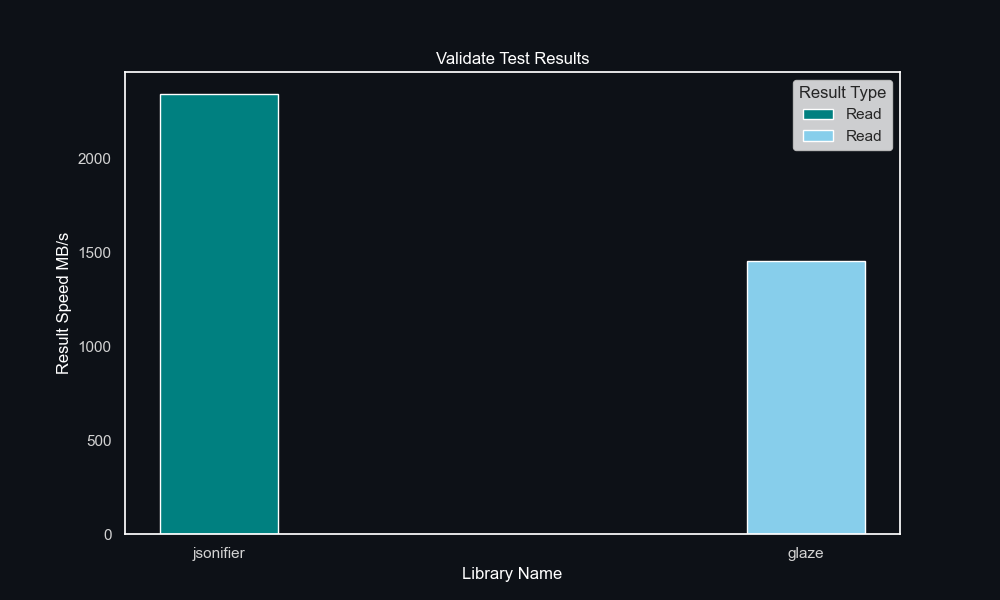 Validate Test Results
Result Type
Read
Read
2000
1500
1000
500
0
Result Speed MB/s
jsonifier
glaze
Library Name